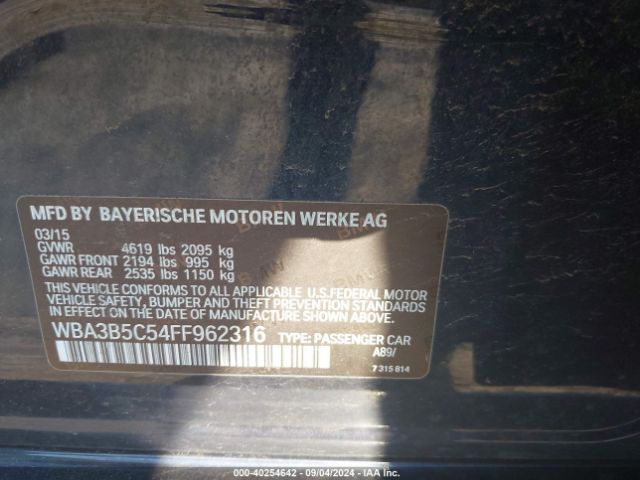 MFD BY BAYERISCHE MOTOREN WERKE AG
03/15
GVWR 4619 lbs 2095 kg
GAWR FRONT 2194 lbs 995 kg
GAWR REAR 2535 lbs 1150 kg
THIS VEHICLE CONFORMS TO ALL APPLICABLE U.S.FEDERAL MOTOR
VEHICLE SAFETY, BUMPER AND THEFT PREVENTION STANDARDS
IN EFFECT ON THE DATE OF MANUFACTURE SHOWN ABOVE.
WBA3B5C54FF962316 TYPE: PASSENGER CAR
A89/
7 315 814
000-40254642 - 09/04/2024 - IAA Inc.